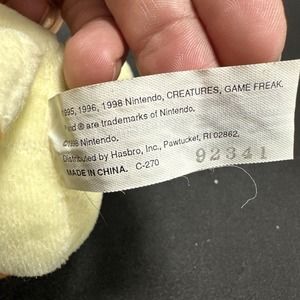 1995, 1996, 1998 Nintendo, CREATURES, GAME FREAK.
and ® are trademarks of Nintendo.
©1998 Nintendo.
Distributed by Hasbro, Inc., Pawtucket, RI 02862.
MADE IN CHINA. C-270 92341